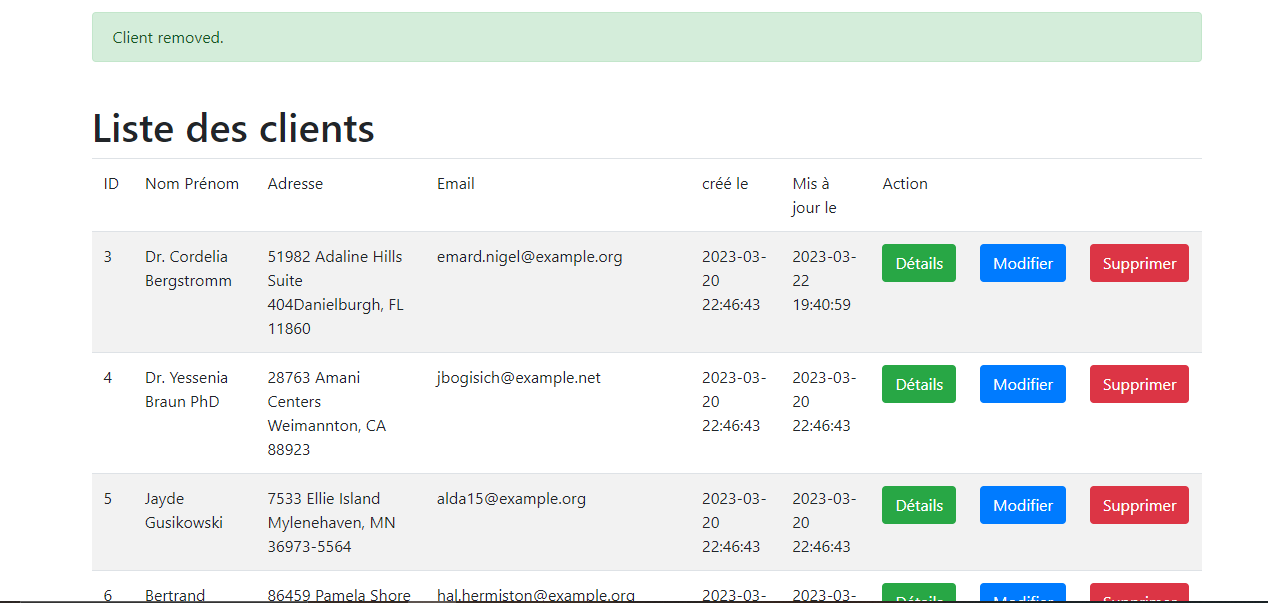 Client removed.
Liste des clients
ID Nom Prénom Adresse Email créé le Mis à jour le Action
3 Dr. Cordelia Bergstromm 51982 Adaline Hills Suite 404Danielburgh, FL 11860 emard.nigel@example.org 2023-03-20 22:46:43 2023-03-22 19:40:59 Détails Modifier Supprimer
4 Dr. Yessenia Braun PhD 28763 Amani Centers Weimannton, CA 88923 jbogisich@example.net 2023-03-20 22:46:43 2023-03-20 22:46:43 Détails Modifier Supprimer
5 Jayde Gusikowski 7533 Ellie Island Mylenehaven, MN 36973-5564 alda15@example.org 2023-03-20 22:46:43 2023-03-20 22:46:43 Détails Modifier Supprimer
6 Bertrand 86459 Pamela Shore hal.hermiston@example.org 2023-03- 2023-03- Détails Modifier Supprimer